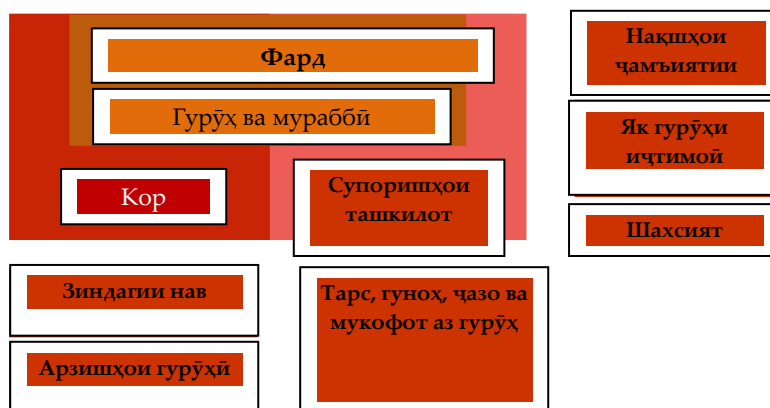 Фард
Гурӯҳ ва мураббӣ
Кор
Супоришҳои
ташкилот
Нақшҳои
ҷамъиятии
Як гурӯҳи
иҷтимоӣ
Шахсият
Зиндагии нав
Арзишҳои гурӯҳӣ
Тарс, гуноҳ, ҷазо ва
мукофот аз гурӯҳ